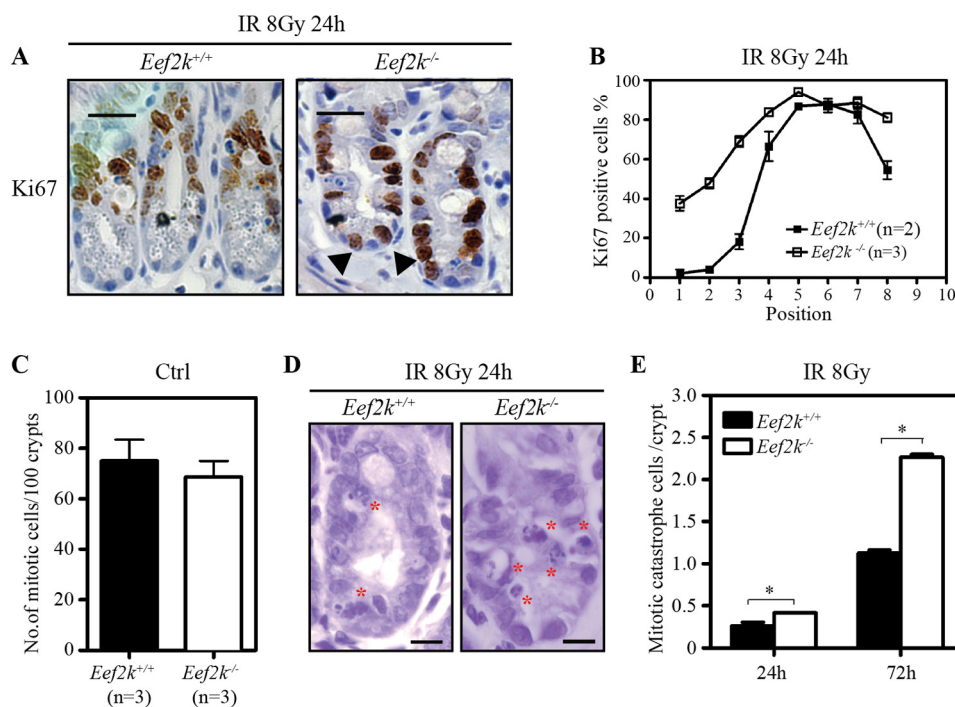 IR 8Gy 24h
A
Eef2k+/+
Eef2k-/-
Ki67
B
IR 8Gy 24h
Ki67 positive cells %
100
80
60
40
20
0
Eef2k+/+ (n=2)
Eef2k -/- (n=3)
0 1 2 3 4 5 6 7 8 9 10
Position
C
Ctrl
No.of mitotic cells/100 crypts
100
80
60
40
20
0
Eef2k+/+
(n=3)
Eef2k-/-
(n=3)
D
IR 8Gy 24h
Eef2k+/+
Eef2k-/-
* *
* * * * *
E
IR 8Gy
Mitotic catastrophe cells /crypt
3.0
2.6
2.1
1.6
1.0
0.5
0
Eef2k+/+
Eef2k-/-
*
*
24h
72h